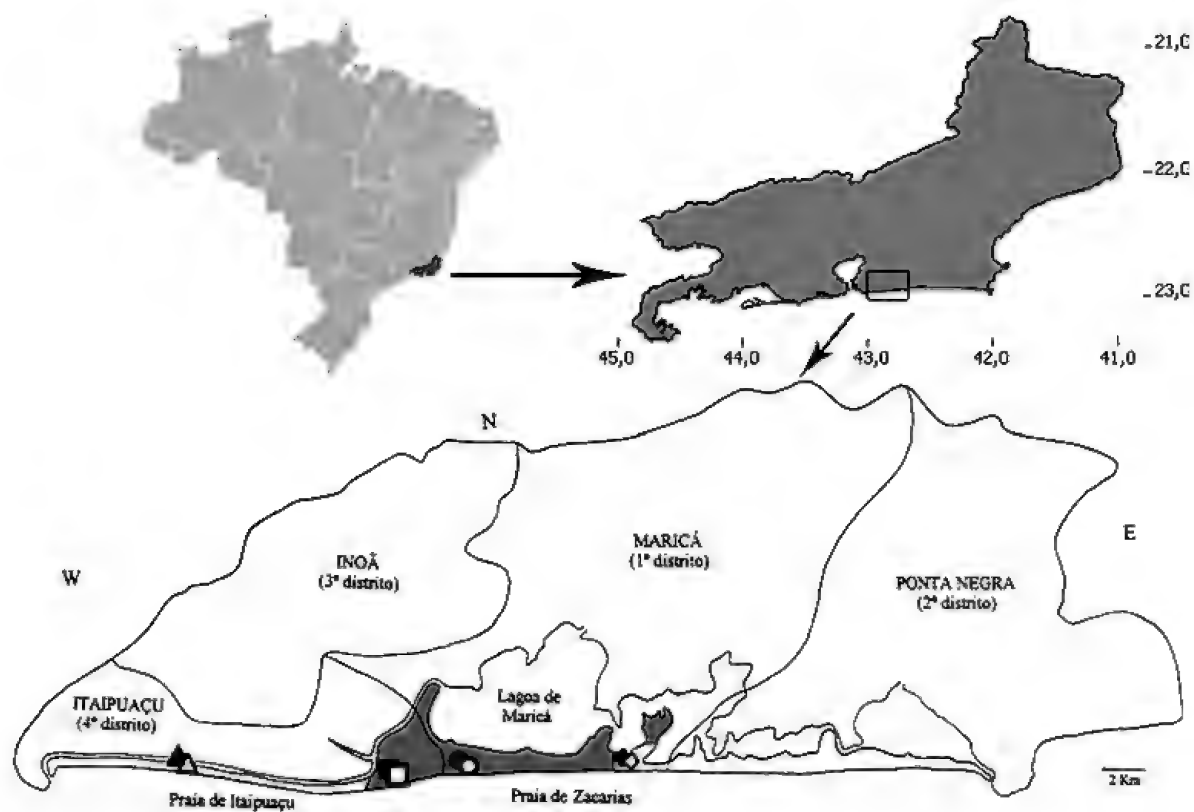 21,0
22,0
23,0
45,0 44,0 43,0 42,0 41,0
N
W
E
INOÃ
(3º distrito)
MARICÁ
(1º distrito)
PONTA NEGRA
(2º distrito)
ITAIPUAÇU
(4º distrito)
Lagoa de
Maricá
Praia de Itaipuaçu
Praia de Zacarias
2 Km